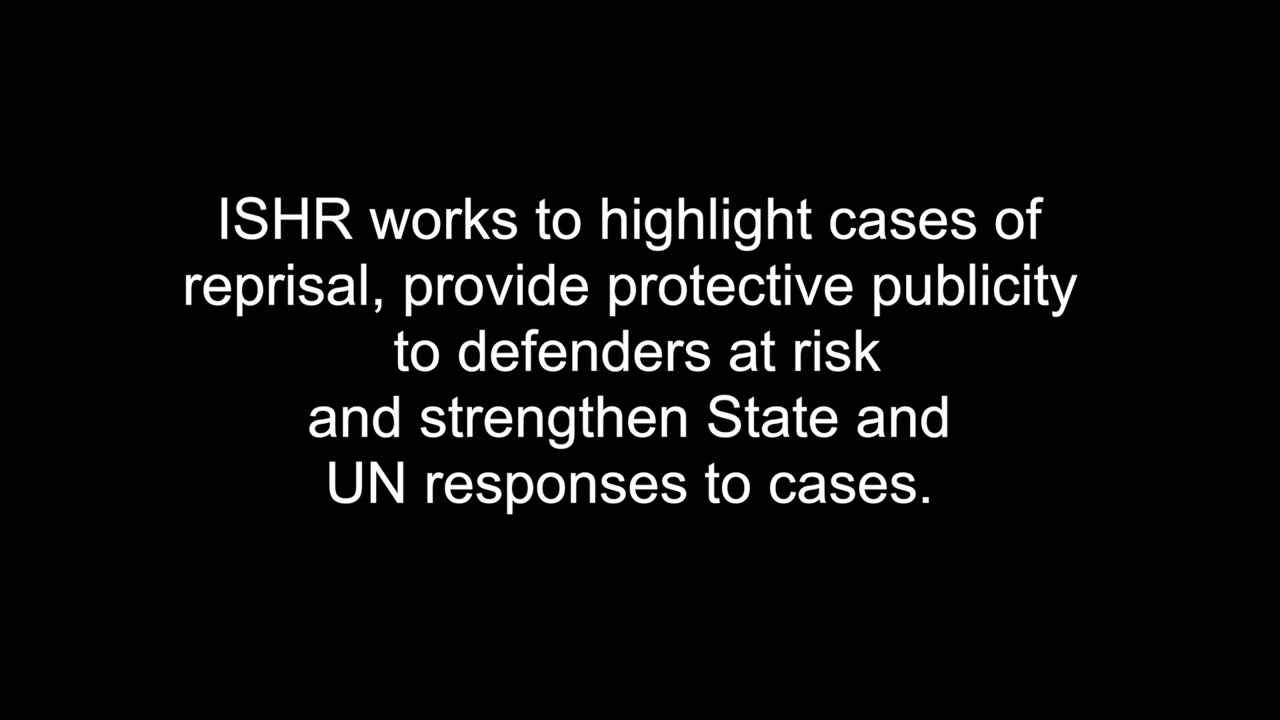 ISHR works to highlight cases of
reprisal, provide protective publicity
to defenders at risk
and strengthen State and
UN responses to cases.